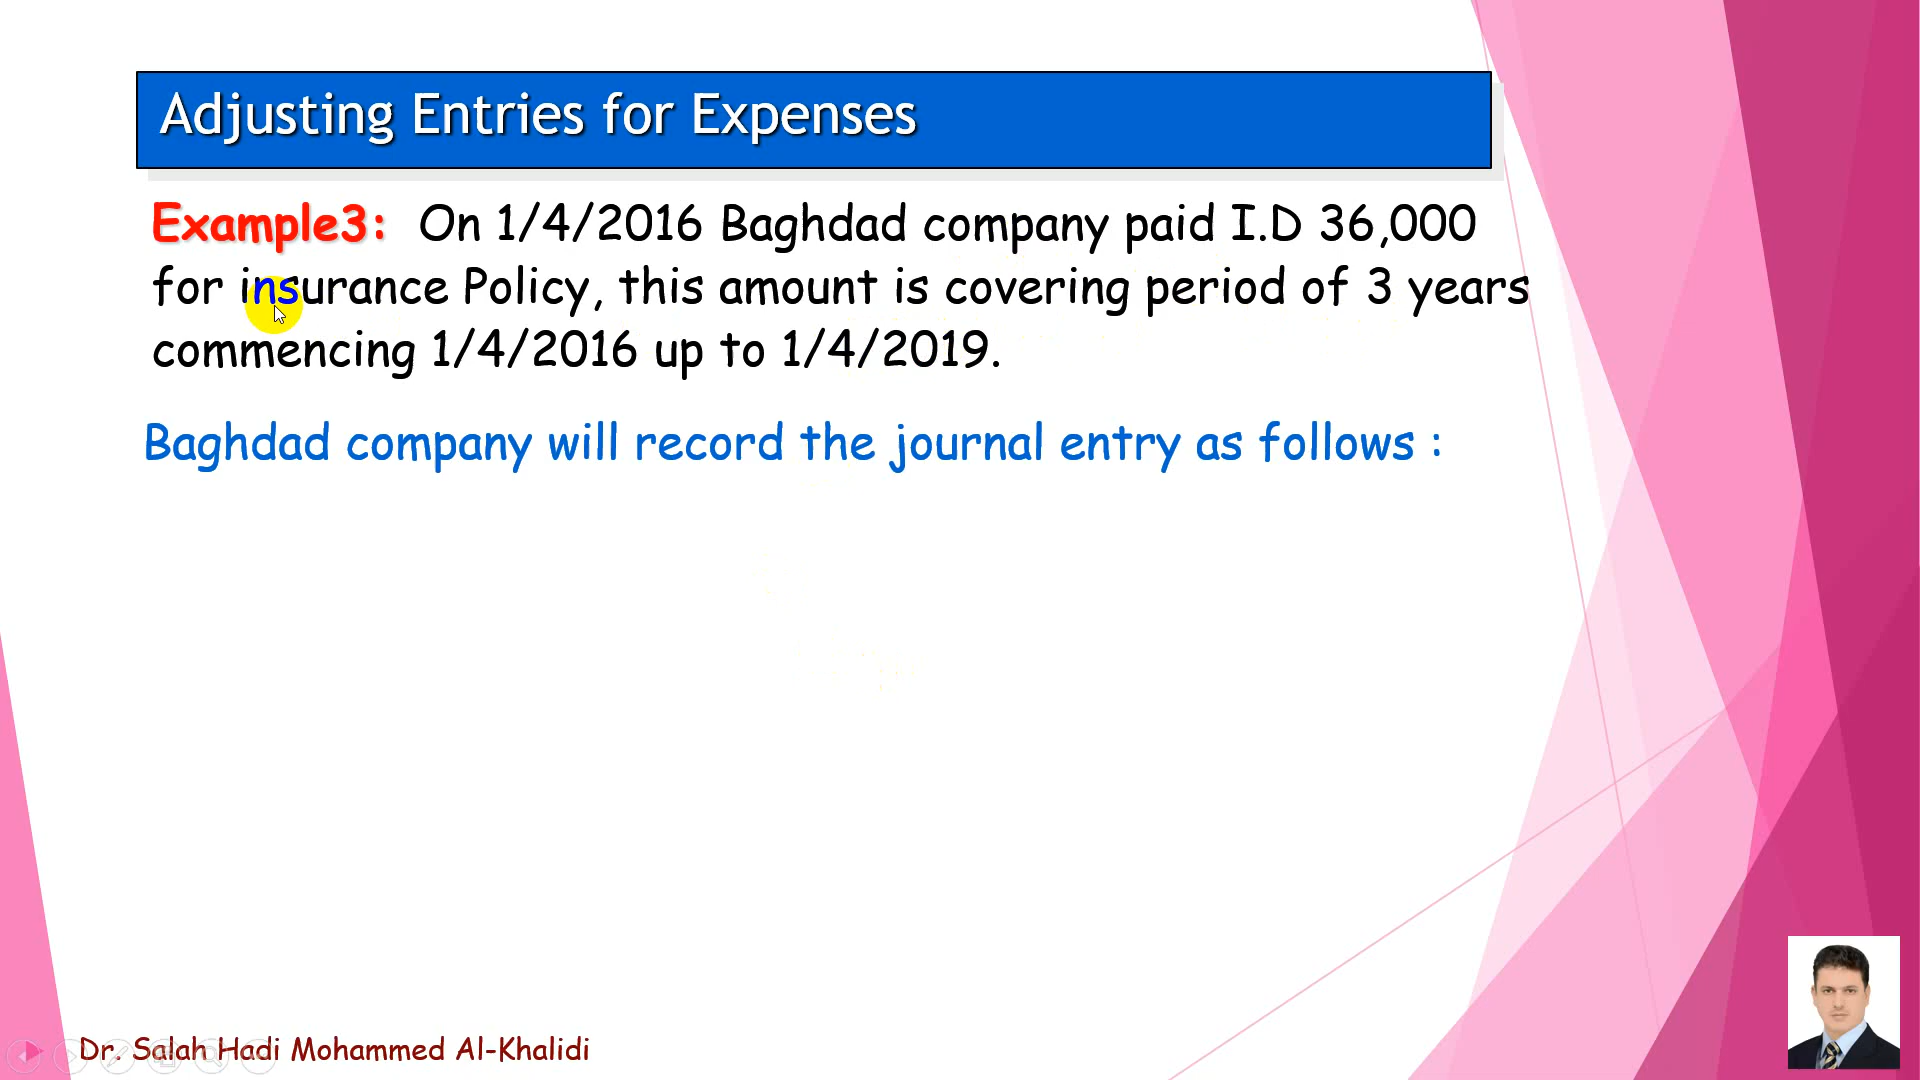 Adjusting Entries for Expenses
Example3: On 1/4/2016 Baghdad company paid I.D 36,000
for insurance Policy, this amount is covering period of 3 years
commencing 1/4/2016 up to 1/4/2019.
Baghdad company will record the journal entry as follows :
Dr. Salah Hadi Mohammed Al-Khalidi